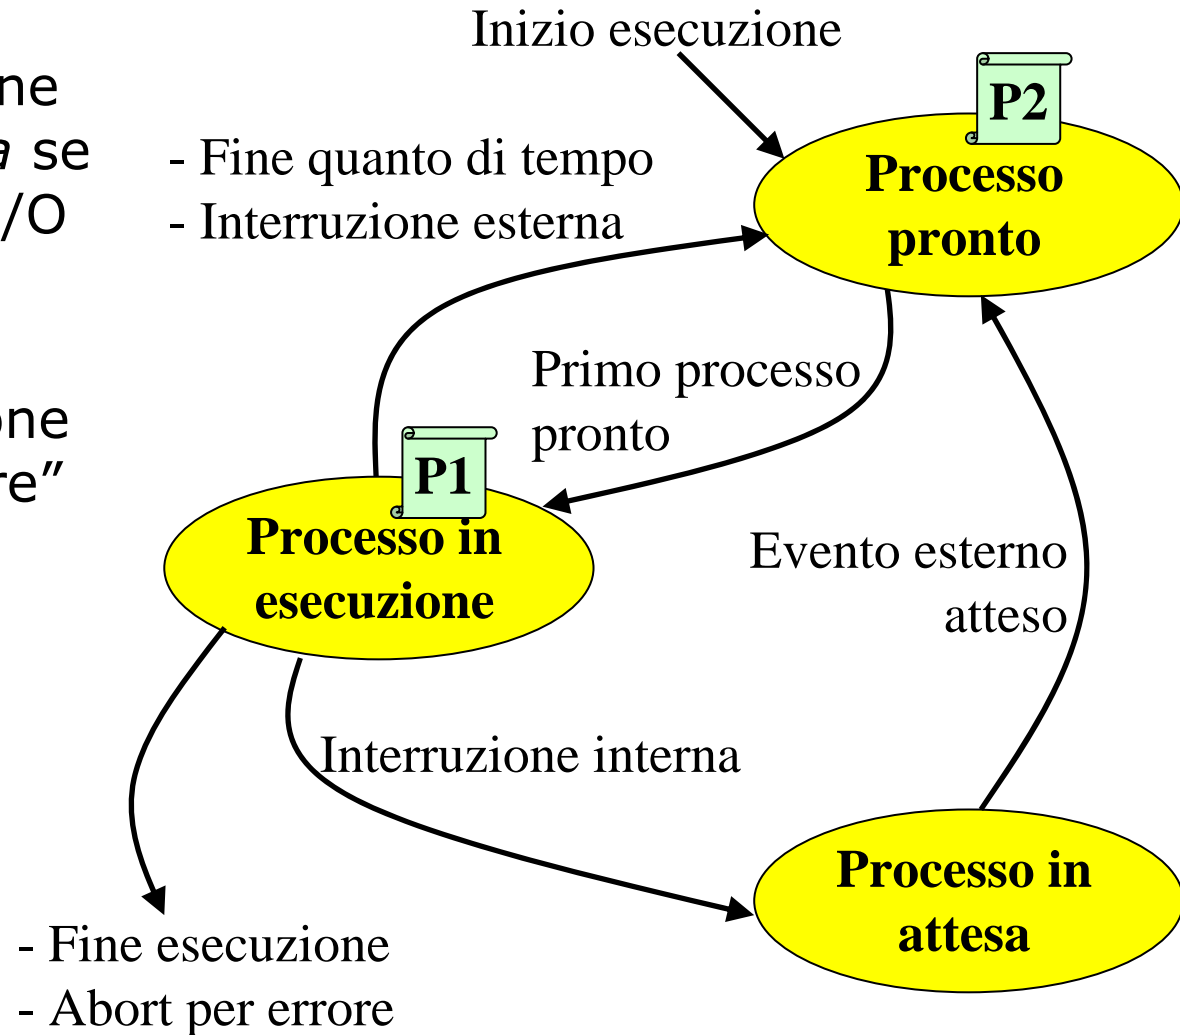 Inizio esecuzione
ne
a se
/O
- Fine quanto di tempo
- Interruzione esterna
P2
Processo
pronto
Primo processo
pronto
one
re”
P1
Processo in
esecuzione
Evento esterno
atteso
Interruzione interna
Processo in
attesa
- Fine esecuzione
- Abort per errore